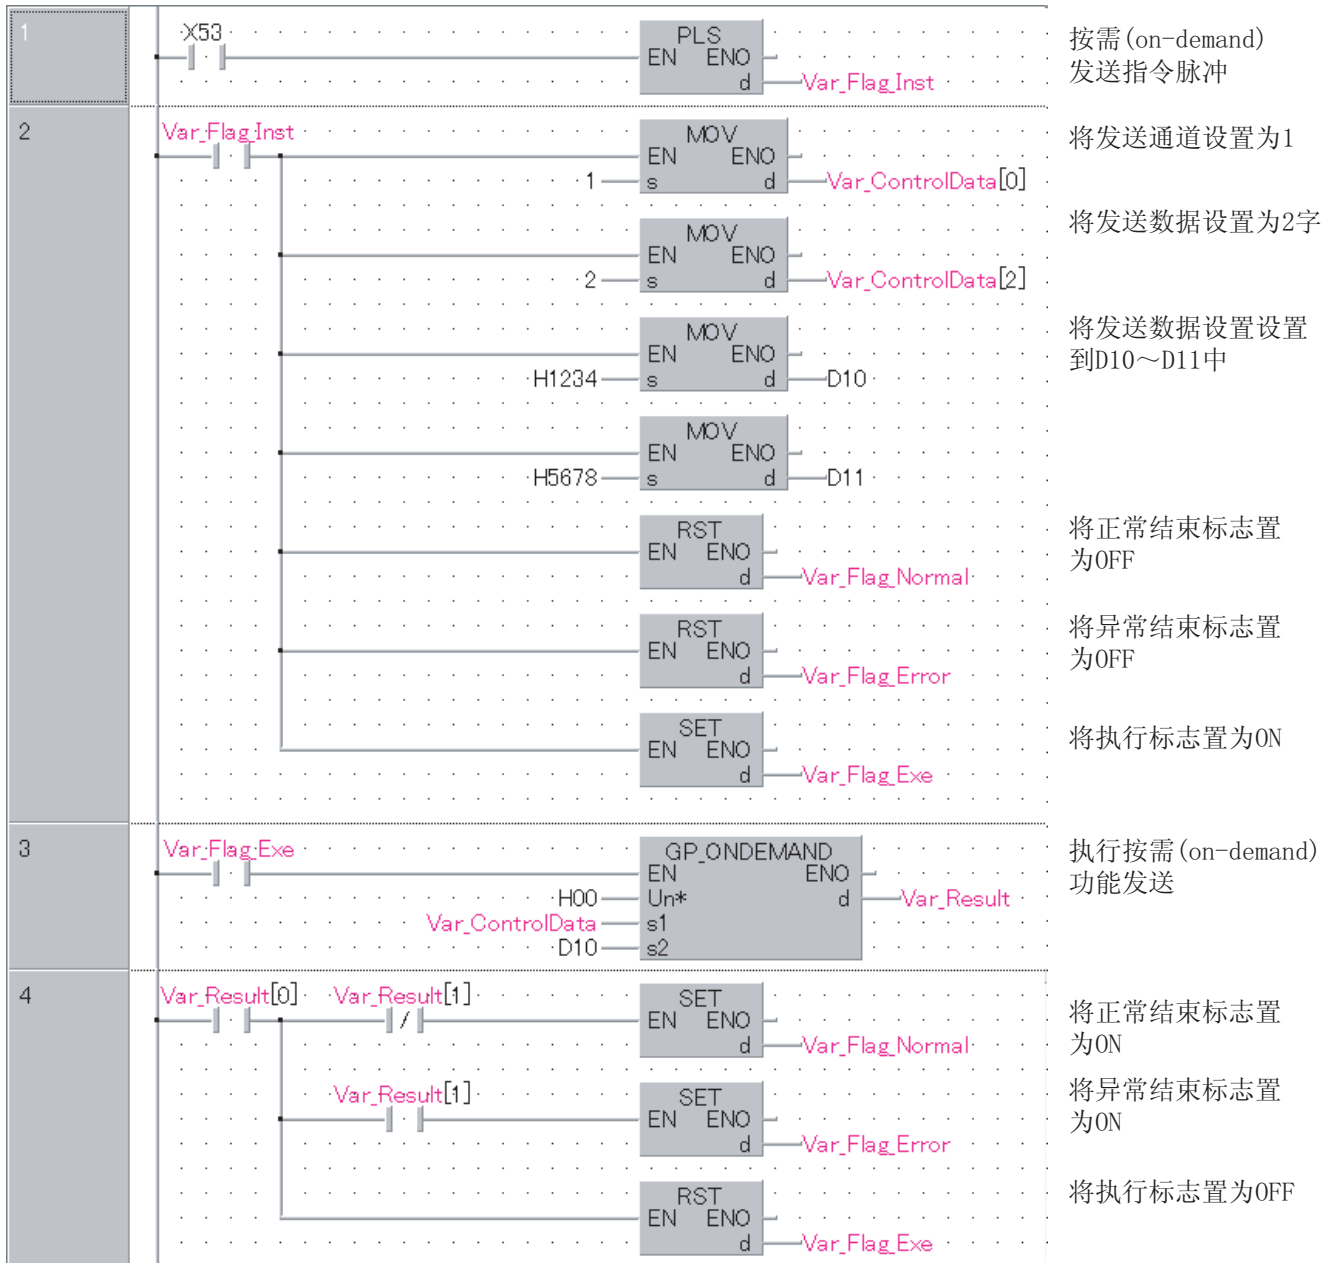 1
X53
PLS
EN ENO
d
Var_Flag_Inst
按需(on-demand)
发送指令脉冲
2
Var_Flag_Inst
MOV
EN ENO
1 s d Var_ControlData[0]
将发送通道设置为1
MOV
EN ENO
2 s d Var_ControlData[2]
将发送数据设置为2字
MOV
EN ENO
H1234 s d D10
将发送数据设置设置
到D10～D11中
MOV
EN ENO
H5678 s d D11
RST
EN ENO
d Var_Flag_Normal
将正常结束标志置
为OFF
RST
EN ENO
d Var_Flag_Error
将异常结束标志置
为OFF
SET
EN ENO
d Var_Flag_Exe
将执行标志置为ON
3
Var_Flag_Exe
GP_ONDEMAND
EN ENO
H00 Un* d Var_Result
Var_ControlData s1
D10 s2
执行按需(on-demand)
功能发送
4
Var_Result[0] Var_Result[1]
SET
EN ENO
d Var_Flag_Normal
将正常结束标志置
为ON
Var_Result[1]
SET
EN ENO
d Var_Flag_Error
将异常结束标志置
为ON
RST
EN ENO
d Var_Flag_Exe
将执行标志置为OFF